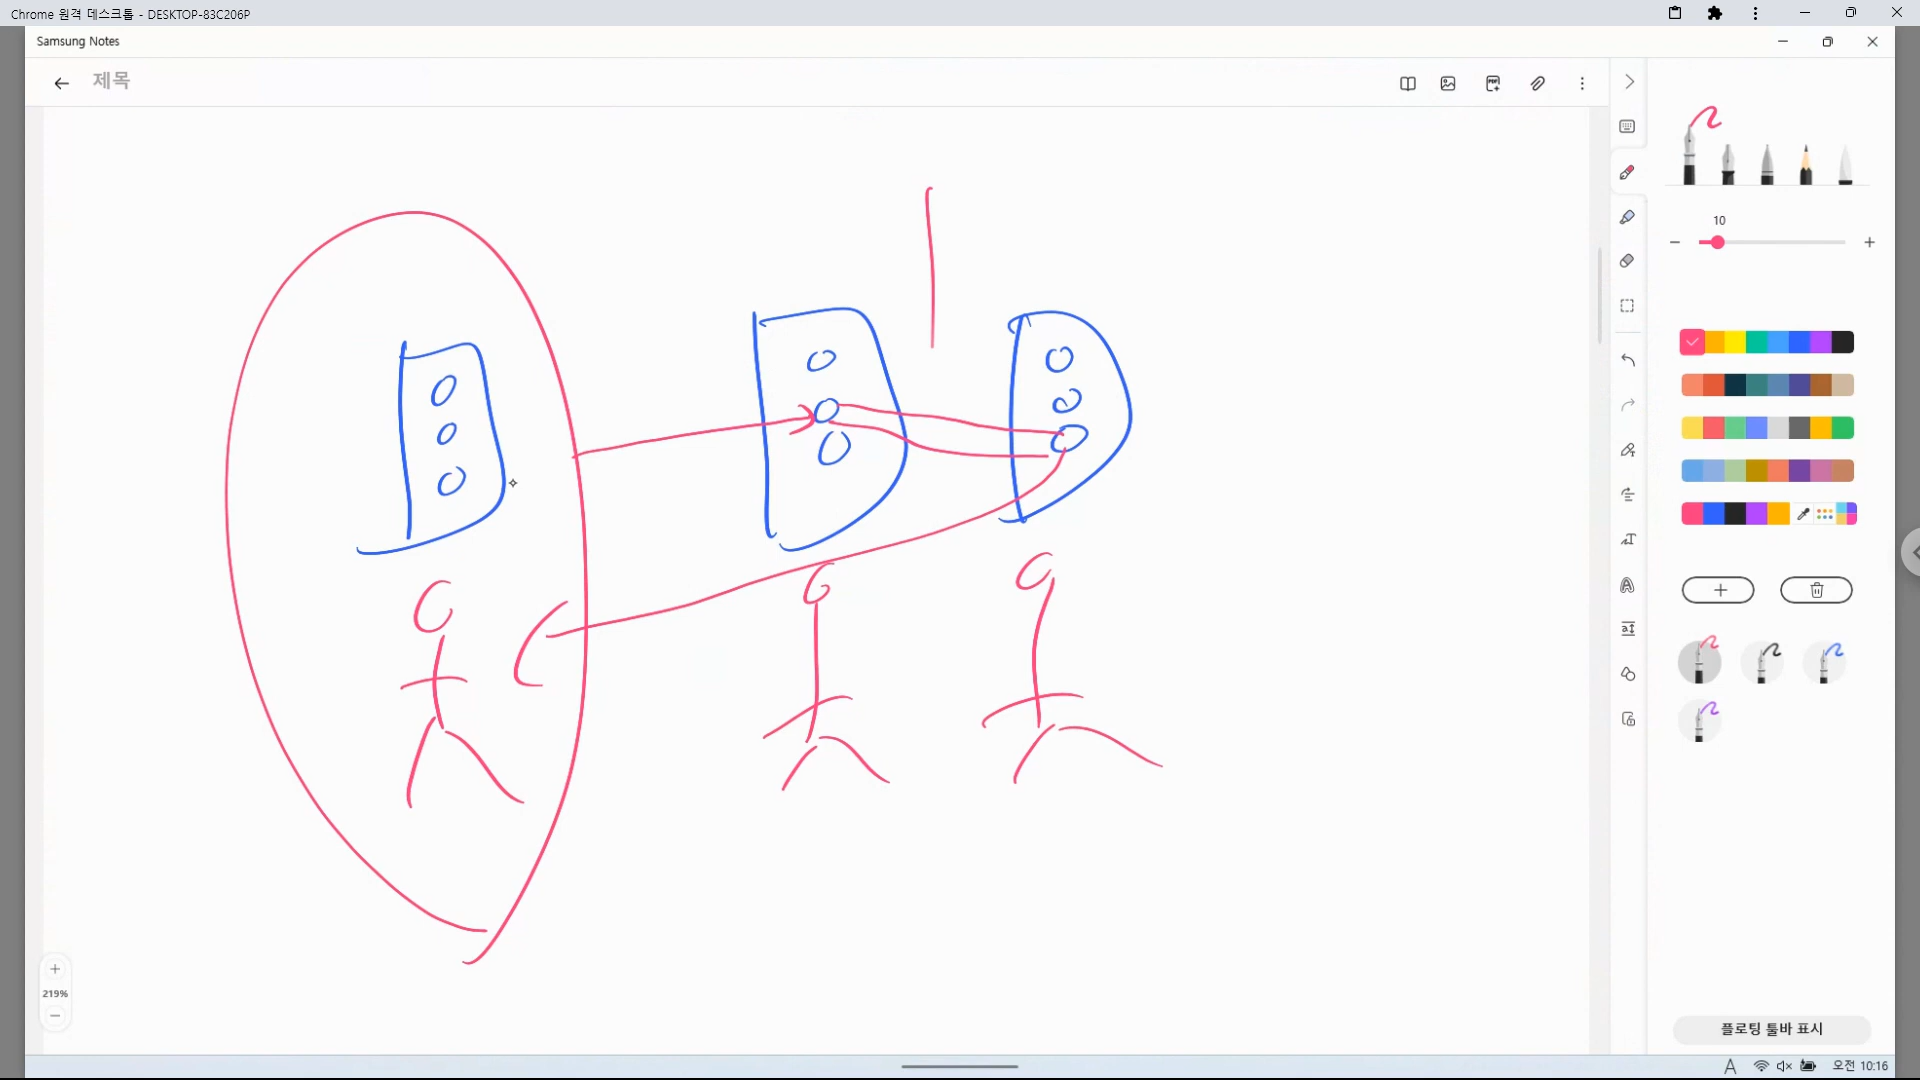 Chrome 원격 데스크톱 - DESKTOP-83C206P
Samsung Notes
제목
10
219%
플로팅 툴바 표시
A 오전 10:16